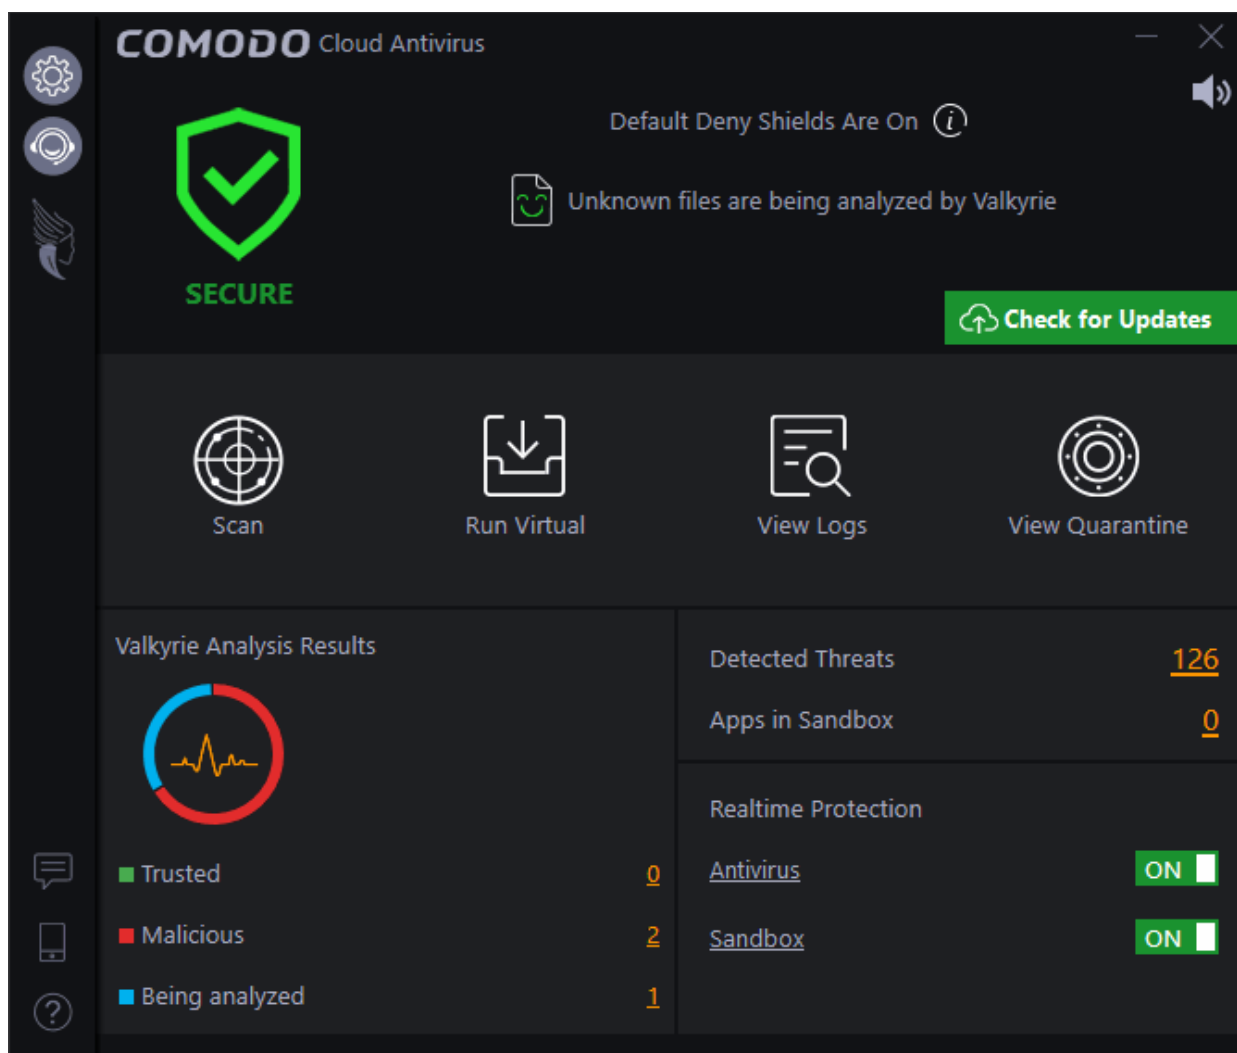 COMODO Cloud Antivirus
Default Deny Shields Are On
Unknown files are being analyzed by Valkyrie
SECURE
Check for Updates
Scan
Run Virtual
View Logs
View Quarantine
Valkyrie Analysis Results
Trusted 0
Malicious 2
Being analyzed 1
Detected Threats 126
Apps in Sandbox 0
Realtime Protection
Antivirus ON
Sandbox ON